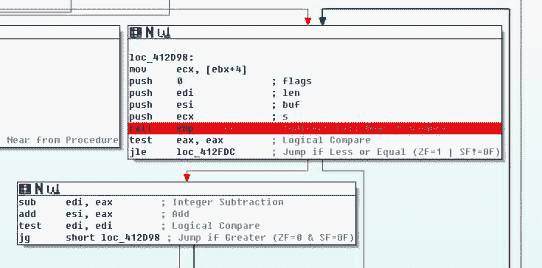 loc_412D98:
mov ecx, [ebx+4]
push 0 ; flags
push edi ; len
push esi ; buf
push ecx ; s
Near from Procedure
test eax, eax ; Logical Compare
jle loc_412FDC ; Jump if Less or Equal (ZF=1 | SF!=OF)
sub edi, eax ; Integer Subtraction
add esi, eax ; Add
test edi, edi ; Logical Compare
jg short loc_412D98 ; Jump if Greater (ZF=0 & SF=OF)